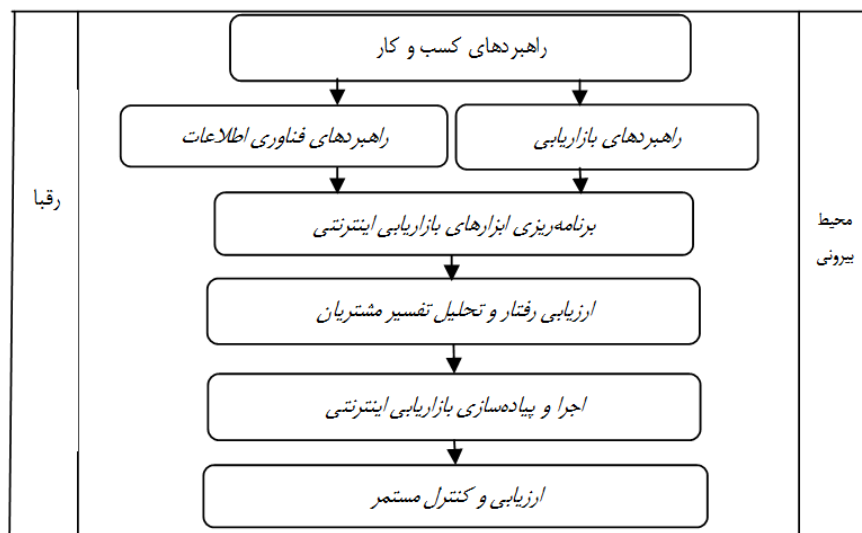 راهبردهای کسب و کار
راهبردهای بازاریابی
راهبردهای فناوری اطلاعات
برنامه‌ریزی ابزارهای بازاریابی اینترنتی
ارزیابی رفتار و تحلیل تفسیر مشتریان
اجرا و پیاده‌سازی بازاریابی اینترنتی
ارزیابی و کنترل مستمر
محیط
بیرونی
رقبا